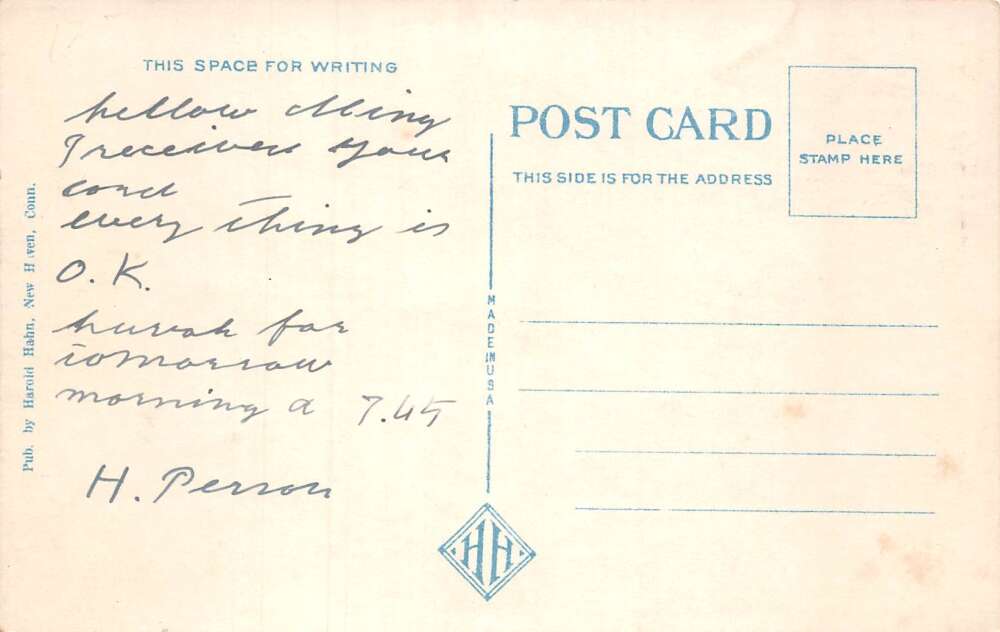 THIS SPACE FOR WRITING
hellow Ming
I received your
card
every thing is
O.K.
hurah for
tomorrow
morning a 7.45
H. Perron
Pub. by Harold Hahn, New Haven, Conn.
MADE IN USA
POST CARD
THIS SIDE IS FOR THE ADDRESS
PLACE
STAMP HERE
HH